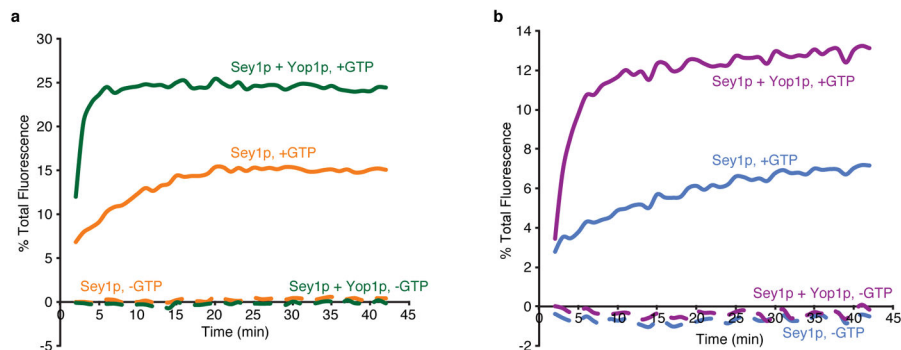 a
30
25
20
15
10
5
0
-5
% Total Fluorescence
Sey1p + Yop1p, +GTP
Sey1p, +GTP
Sey1p, -GTP
Sey1p + Yop1p, -GTP
0 5 10 15 20 25 30 35 40 45
Time (min)
b
14
12
10
8
6
4
2
0
-2
% Total Fluorescence
Sey1p + Yop1p, +GTP
Sey1p, +GTP
Sey1p + Yop1p, -GTP
0 5 10 15 20 25 30 35 40 45
Time (min)
Sey1p, -GTP